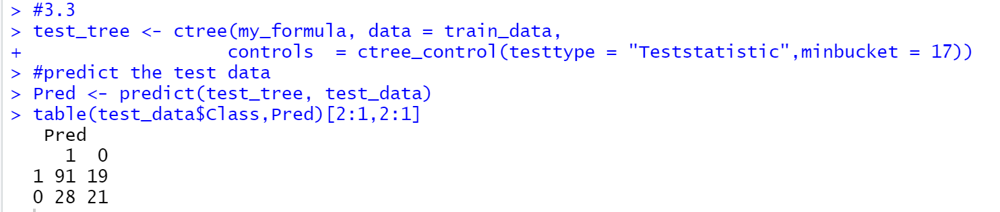 > #3.3
> test_tree <- ctree(my_formula, data = train_data,
+                    controls  = ctree_control(testtype = "Teststatistic",minbucket = 17))
> #predict the test data
> Pred <- predict(test_tree, test_data)
> table(test_data$Class,Pred)[2:1,2:1]
   Pred
     1  0
  1 91 19
  0 28 21